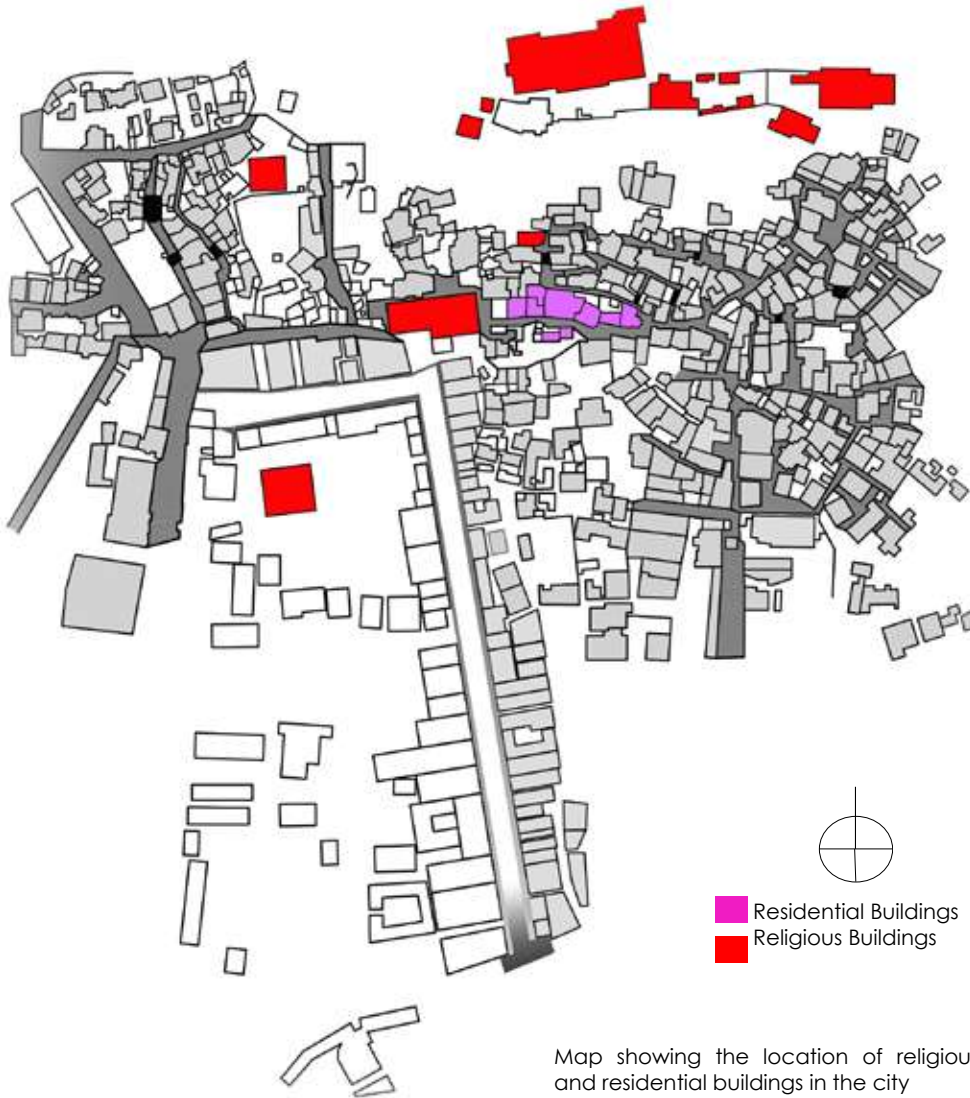 Residential Buildings
Religious Buildings
Map showing the location of religiou
and residential buildings in the city